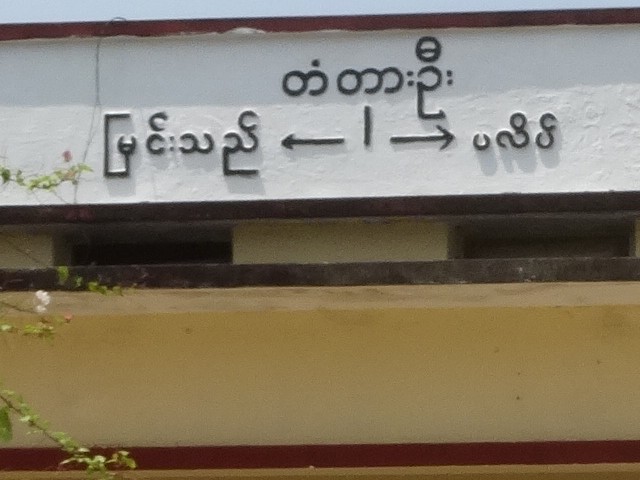 တံတားဦး
မြင်းသည် ← | → ပလိပ်